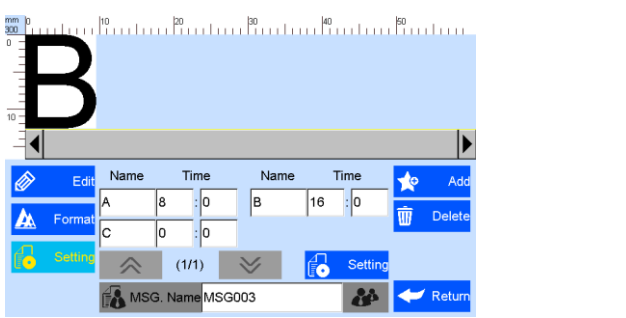 mm 0 10 20 30 40 50
300
0
B
10
Edit Name Time Name Time Add
A 8 : 0 B 16 : 0
Format Delete
C 0 : 0
Setting (1/1) Setting
MSG. Name MSG003 Return